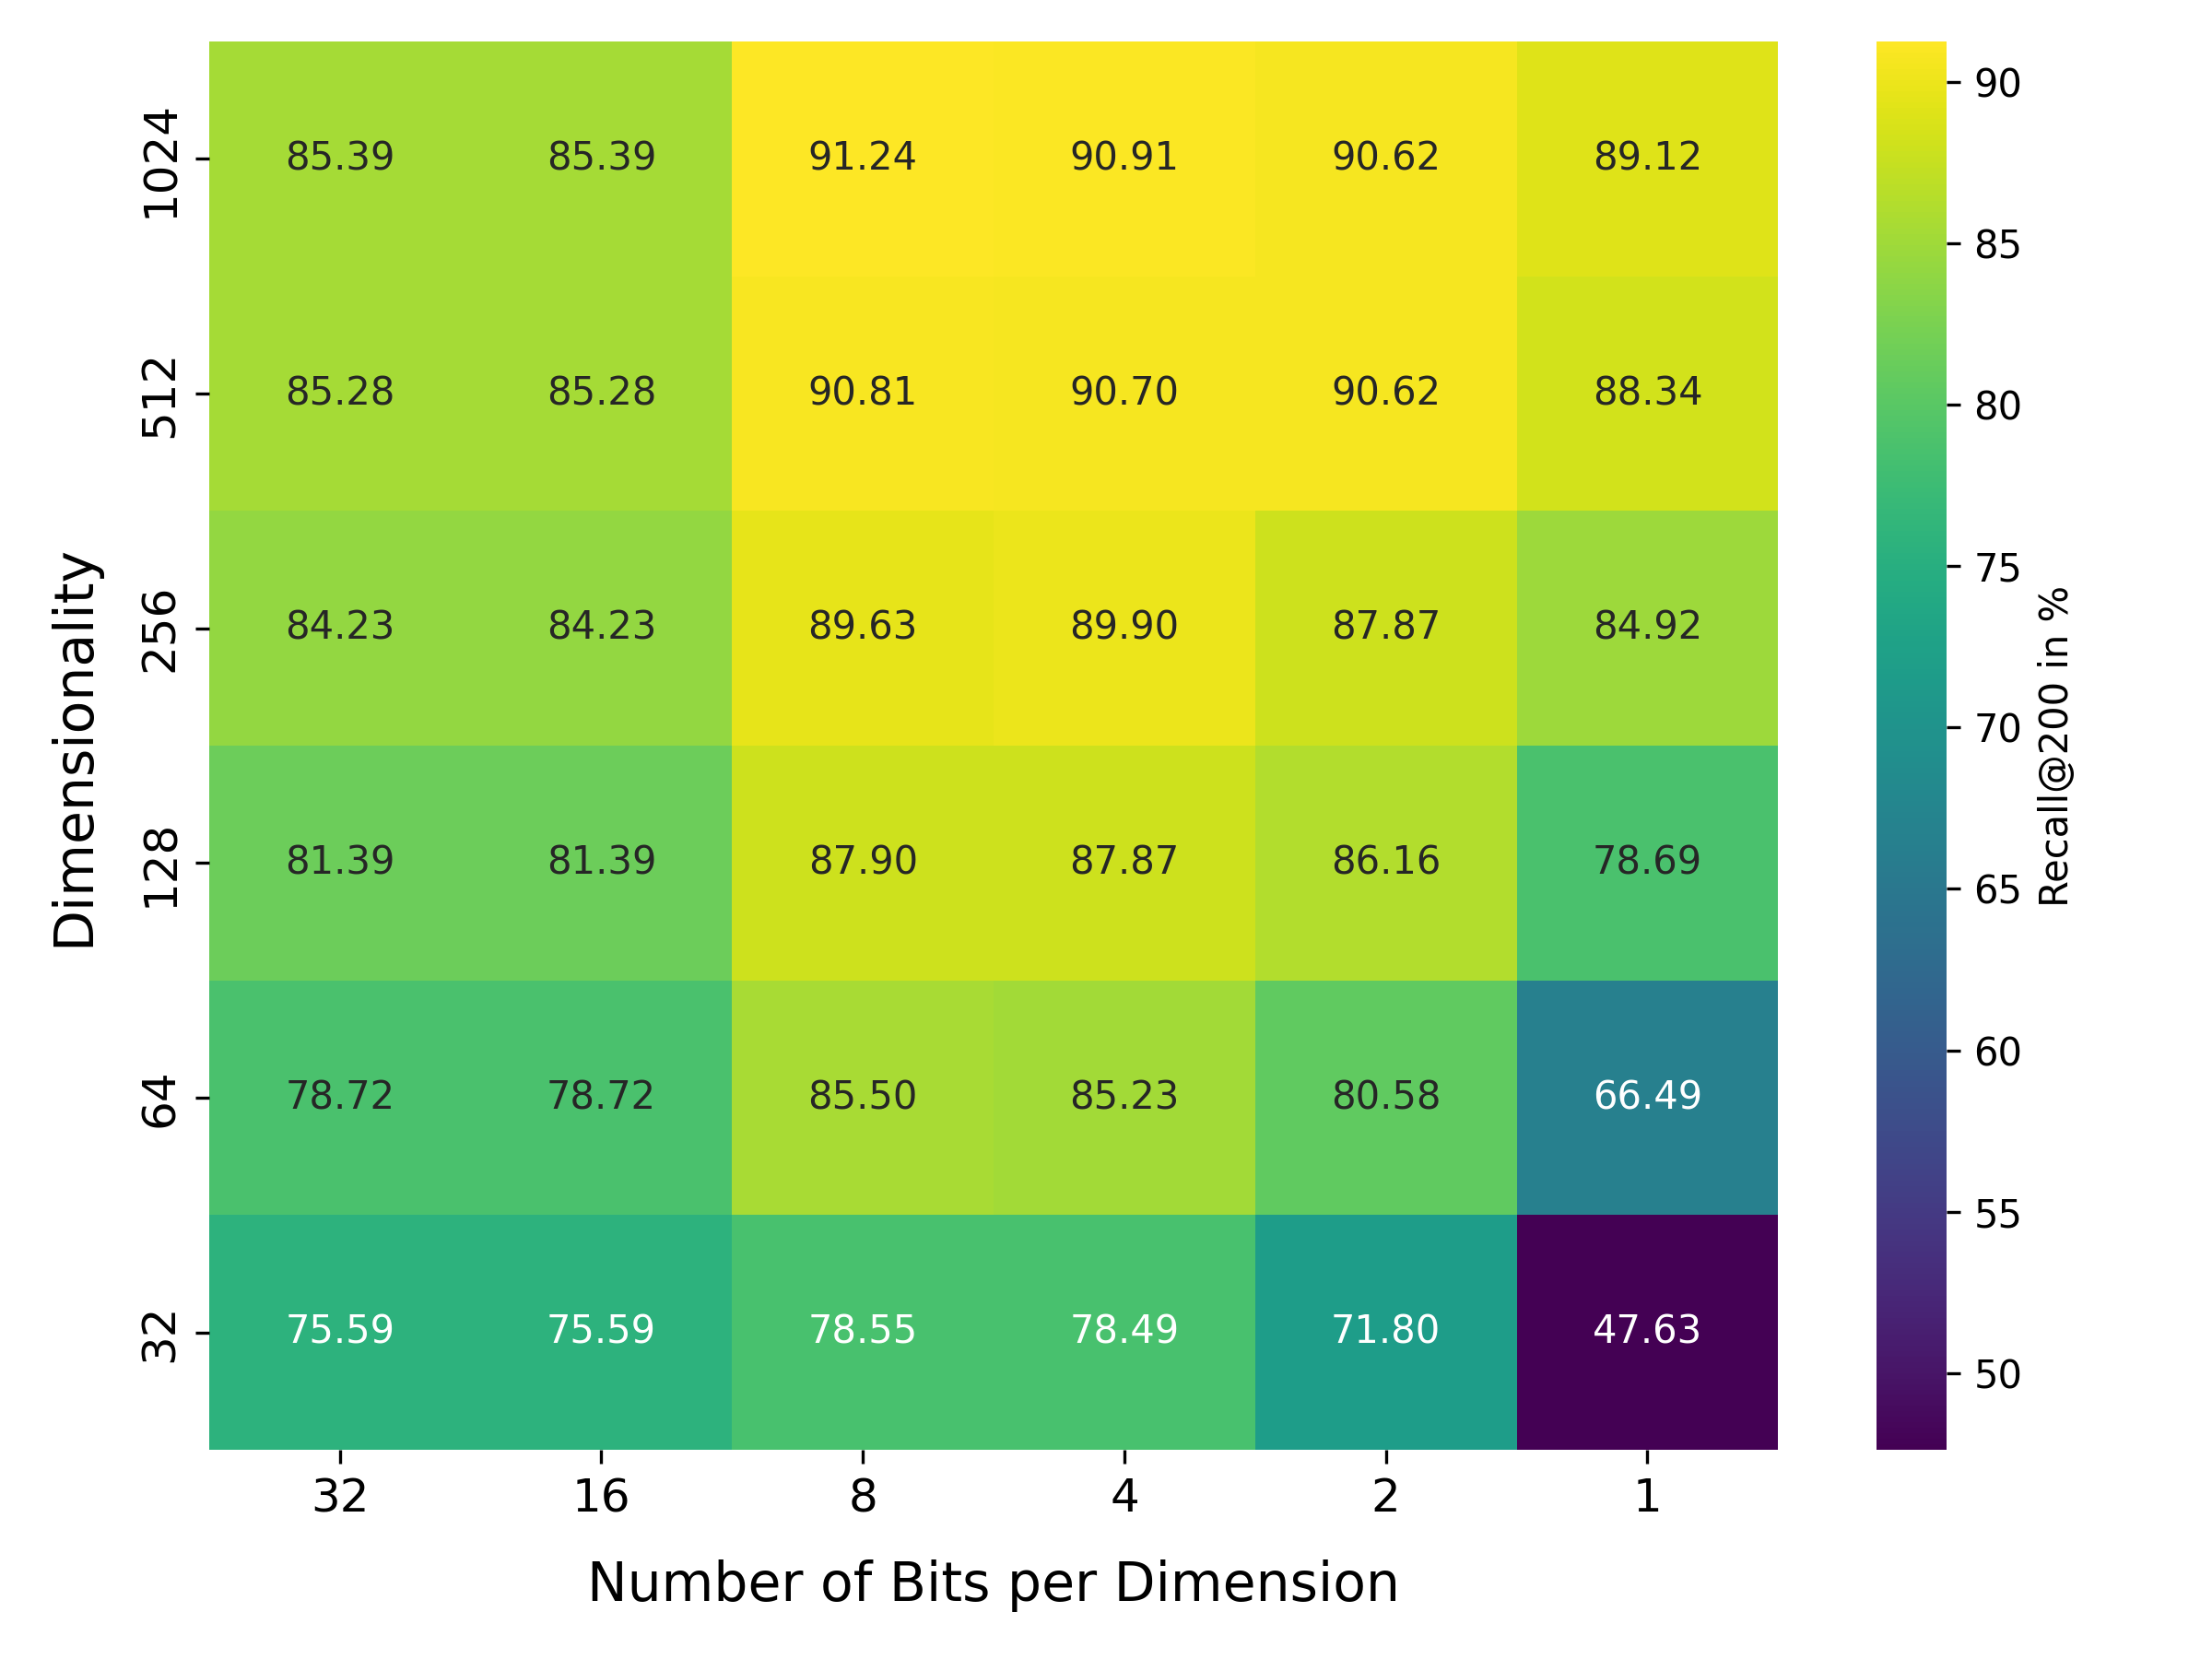 1024 85.39 85.39 91.24 90.91 90.62 89.12
512 85.28 85.28 90.81 90.70 90.62 88.34
256 84.23 84.23 89.63 89.90 87.87 84.92
128 81.39 81.39 87.90 87.87 86.16 78.69
64 78.72 78.72 85.50 85.23 80.58 66.49
32 75.59 75.59 78.55 78.49 71.80 47.63
32 16 8 4 2 1
Number of Bits per Dimension
Dimensionality
90
85
80
75
70
65
60
55
50
Recall@200 in %